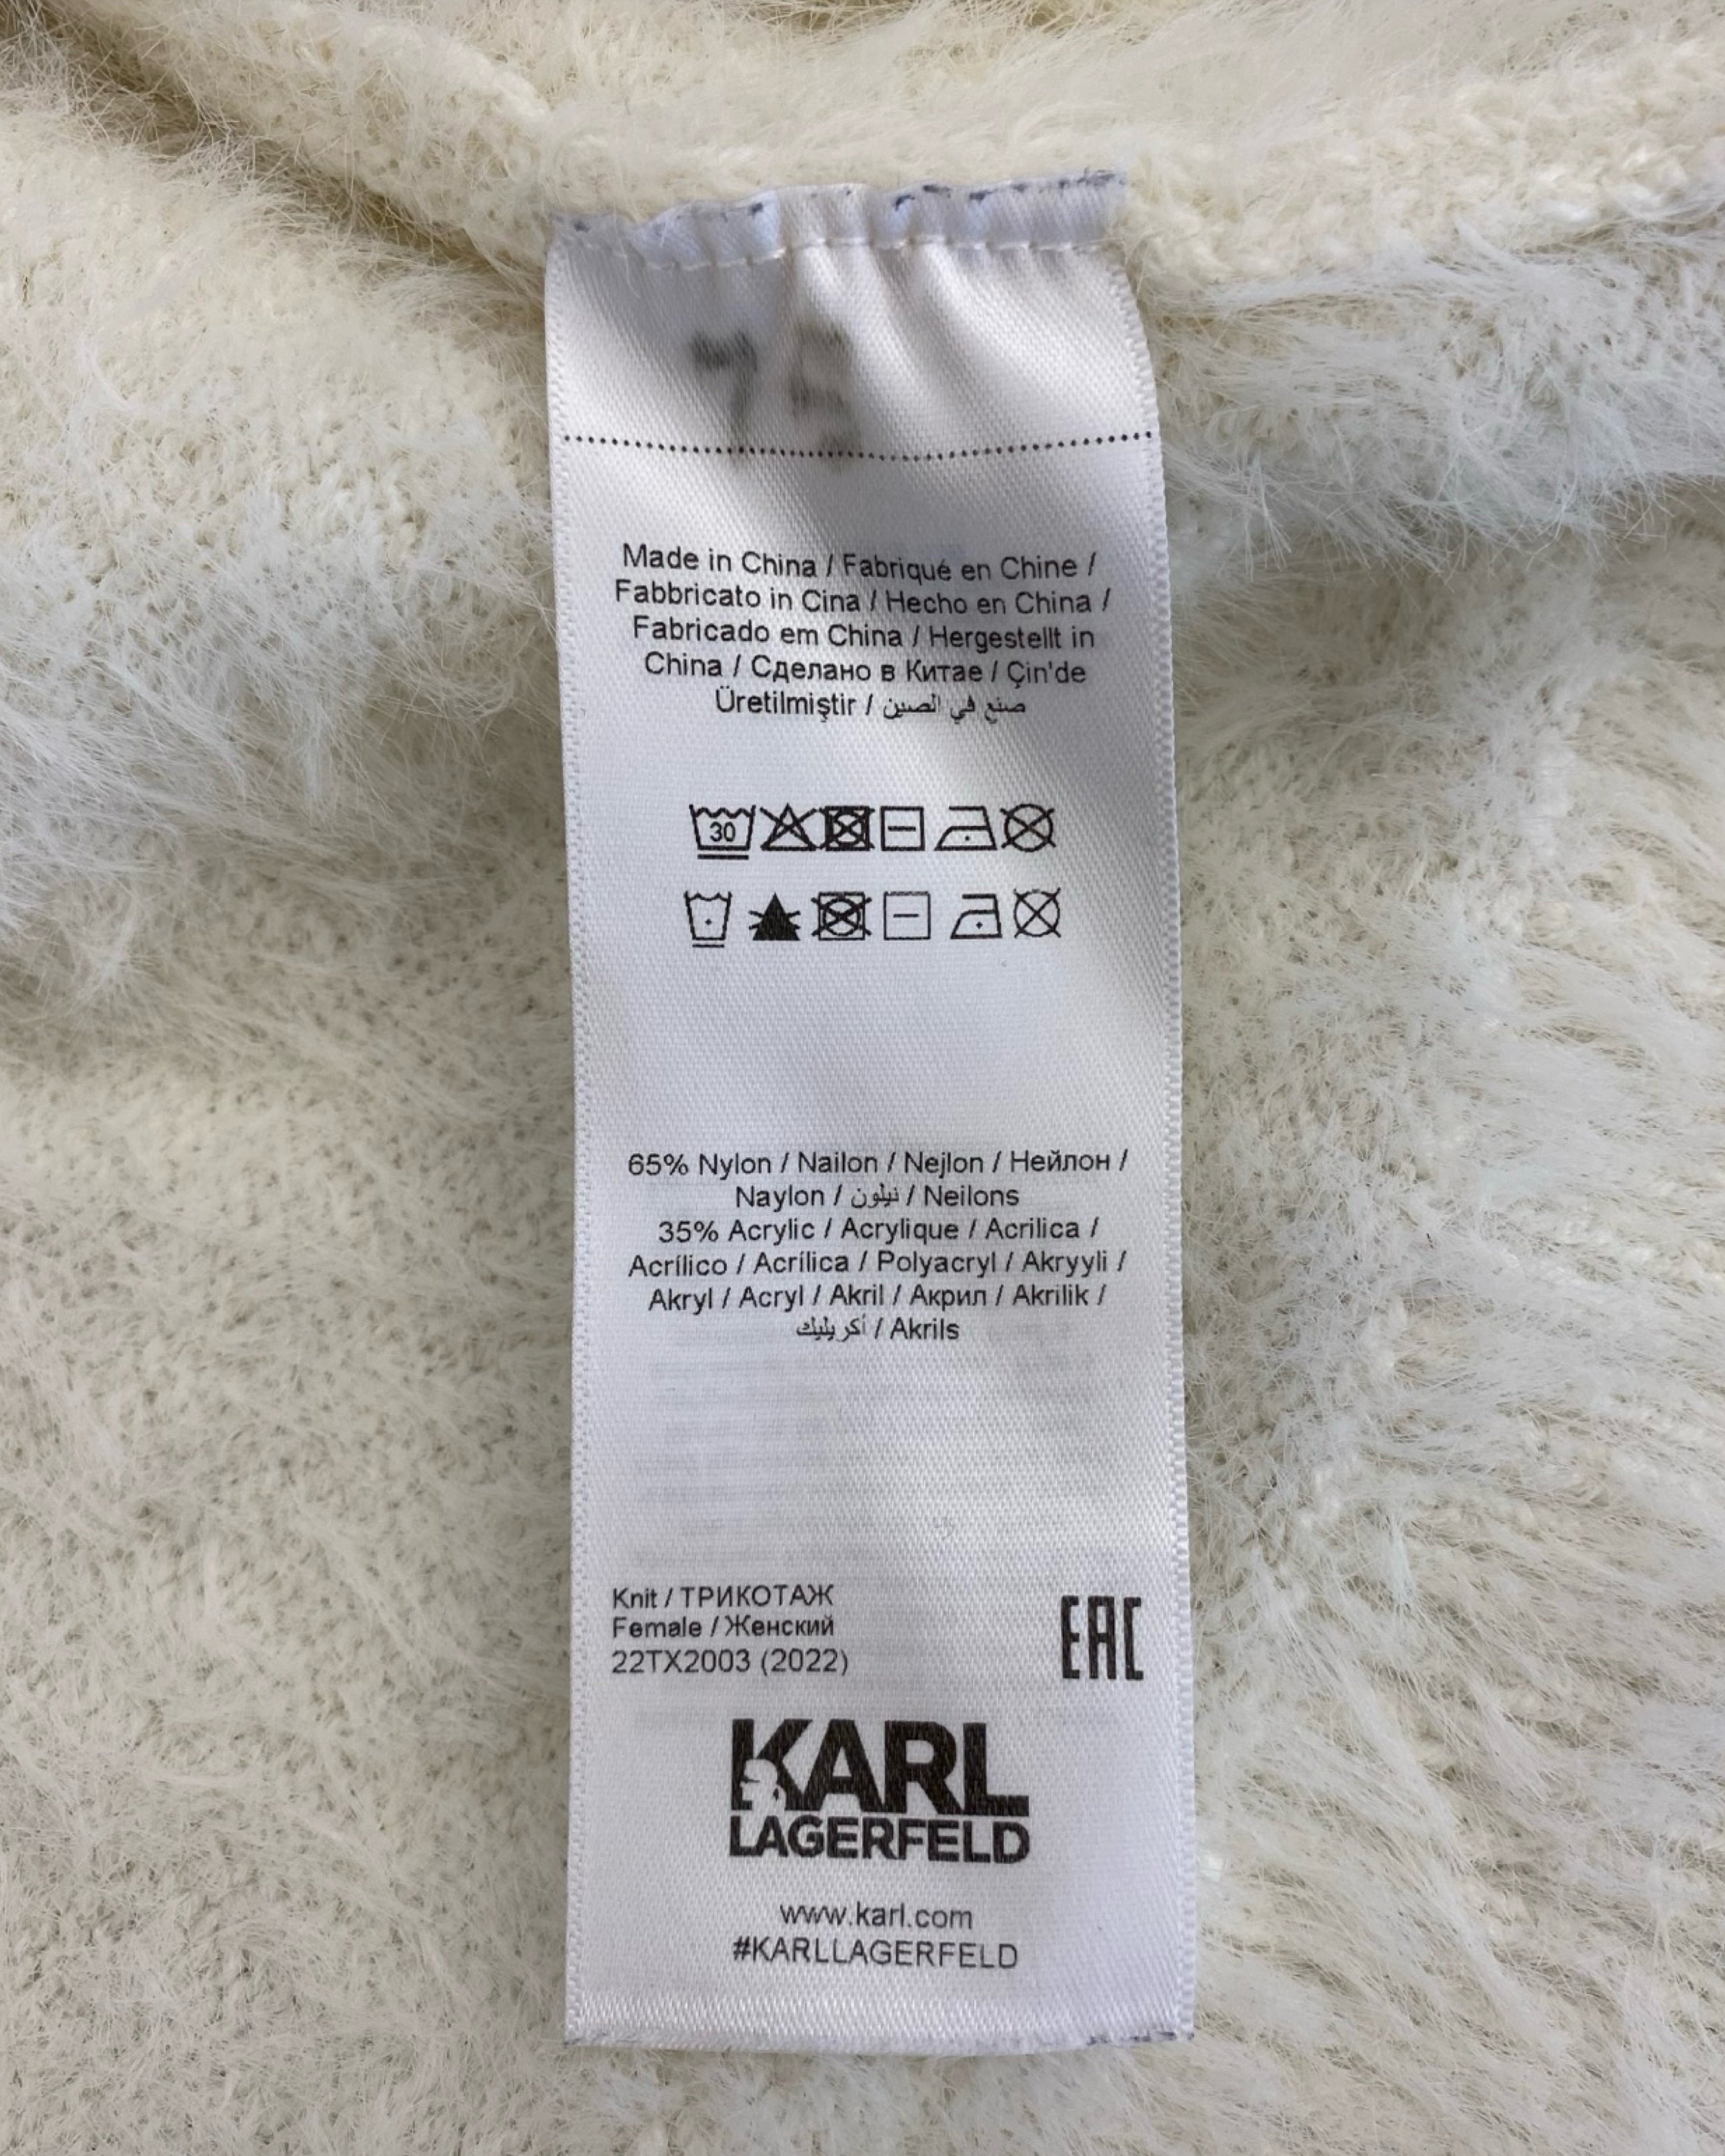 Made in China / Fabriqué en Chine /
Fabbricato in Cina / Hecho en China /
Fabricado em China / Hergestellt in
China / Сделано в Китае / Çin'de
Üretilmiştir / صنع في الصين
30
65% Nylon / Nailon / Nejlon / Нейлон /
Naylon / نيلون / Neilons
35% Acrylic / Acrylique / Acrilica /
Acrílico / Acrílica / Polyacryl / Akryyli /
Akryl / Acryl / Akril / Акрил / Akrilik /
أكريليك / Akrils
Knit / ТРИКОТАЖ
Female / Женский
22TX2003 (2022)
EAC
KARL
LAGERFELD
www.karl.com
#KARLLAGERFELD